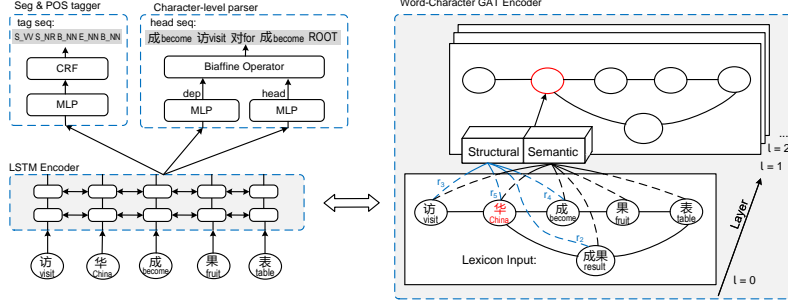 Seg & POS tagger
tag seq:
S_VV S_NR B_NN E_NN B_NN
CRF
MLP
Character-level parser
head seq:
成become 访visit 对for 成become ROOT
Biaffine Operator
dep
head
MLP
MLP
LSTM Encoder
访
visit
华
China
成
become
果
fruit
表
table
Word-Character GAT Encoder
...
l = 2
l = 1
Structural
Semantic
r3
r5
r4
r2
访
visit
华
China
成
become
果
fruit
表
table
成果
result
Lexicon Input:
Layer
l = 0